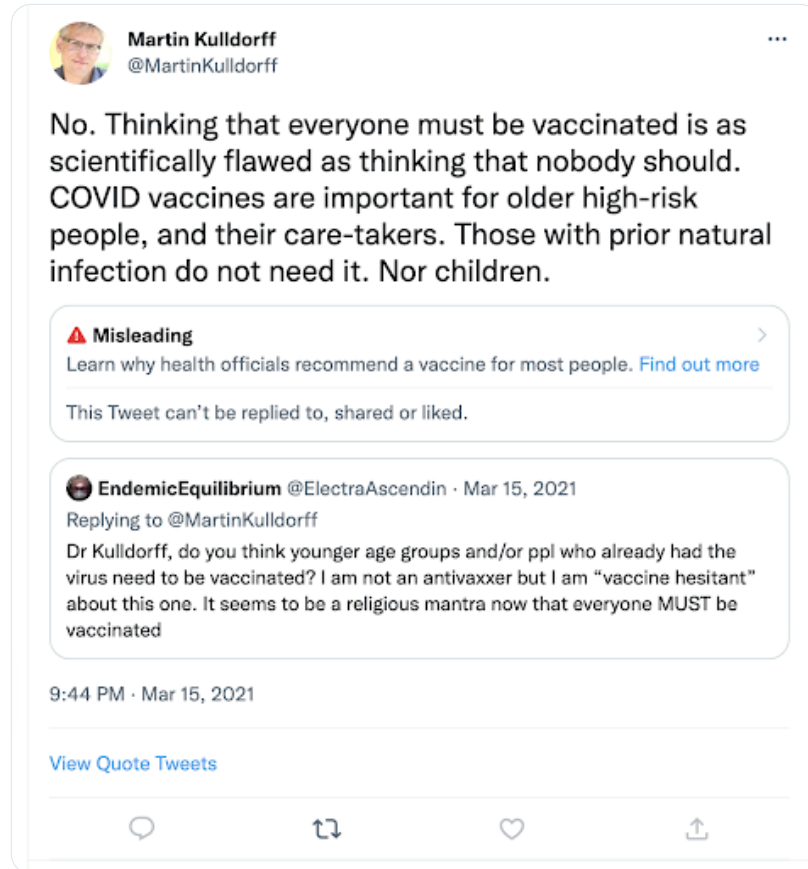 Martin Kulldorff
@MartinKulldorff
No. Thinking that everyone must be vaccinated is as
scientifically flawed as thinking that nobody should.
COVID vaccines are important for older high-risk
people, and their care-takers. Those with prior natural
infection do not need it. Nor children.
Misleading
Learn why health officials recommend a vaccine for most people. Find out more
This Tweet can't be replied to, shared or liked.
EndemicEquilibrium @ElectraAscendin · Mar 15, 2021
Replying to @MartinKulldorff
Dr Kulldorff, do you think younger age groups and/or ppl who already had the
virus need to be vaccinated? I am not an antivaxxer but I am “vaccine hesitant”
about this one. It seems to be a religious mantra now that everyone MUST be
vaccinated
9:44 PM · Mar 15, 2021
View Quote Tweets